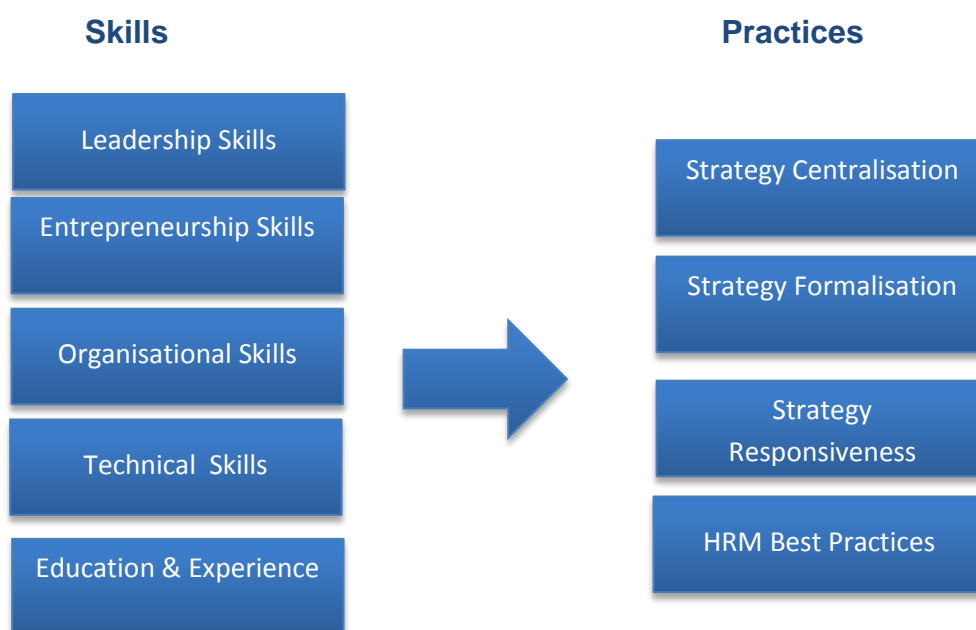 Skills
Leadership Skills
Entrepreneurship Skills
Organisational Skills
Technical Skills
Education & Experience
Practices
Strategy Centralisation
Strategy Formalisation
Strategy
Responsiveness
HRM Best Practices